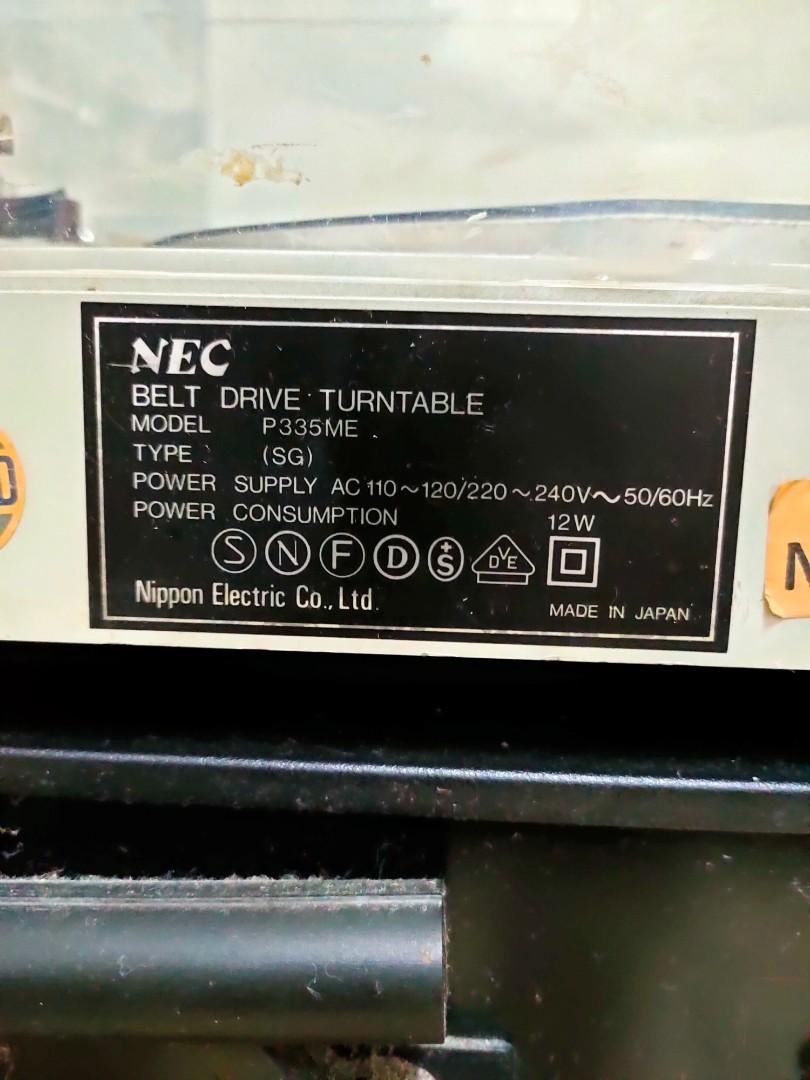 NEC
BELT DRIVE TURNTABLE
MODEL P335ME
TYPE (SG)
POWER SUPPLY AC 110~120/220~240V~50/60Hz
POWER CONSUMPTION 12W
S N F D +S DVE
Nippon Electric Co., Ltd.
MADE IN JAPAN
N